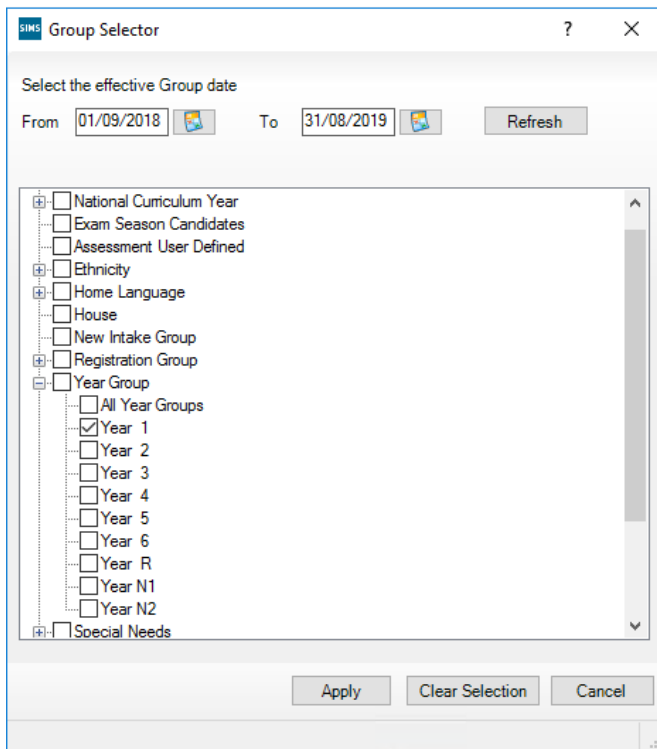 SIMS Group Selector ? X
Select the effective Group date
From 01/09/2018 To 31/08/2019 Refresh
National Curriculum Year
Exam Season Candidates
Assessment User Defined
Ethnicity
Home Language
House
New Intake Group
Registration Group
Year Group
All Year Groups
Year 1
Year 2
Year 3
Year 4
Year 5
Year 6
Year R
Year N1
Year N2
Special Needs
Apply Clear Selection Cancel